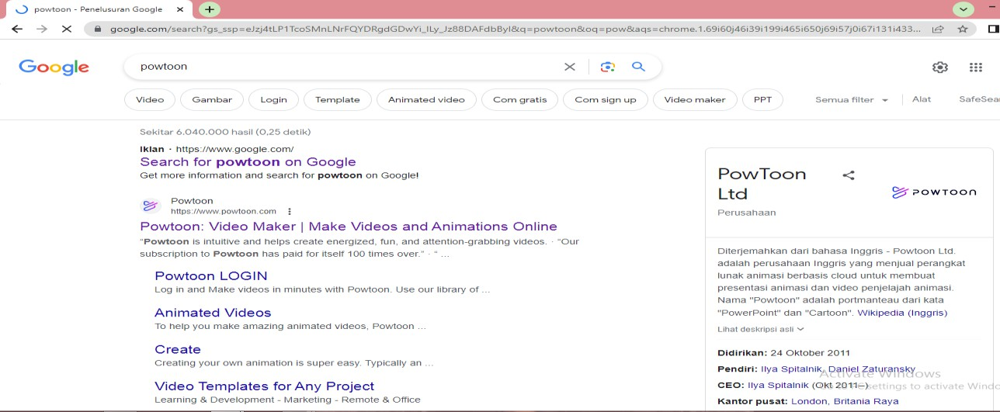 powtoon - Penelusuran Google
google.com/search?gs_ssp=eJzj4tLP1TcoSMnLNrFQYDRgdGDwYi_ILy_Jz88DAFdbByI&q=powtoon&oq=pow&aqs=chrome.1.69i60j46i39i199i465i650j69i57j0i67i131i433...
Google
powtoon
Video
Gambar
Login
Template
Animated video
Com gratis
Com sign up
Video maker
PPT
Semua filter
Alat
SafeSear
Sekitar 6.040.000 hasil (0,25 detik)
Iklan · https://www.google.com/
Search for powtoon on Google
Get more information and search for powtoon on Google!
Powtoon
https://www.powtoon.com
Powtoon: Video Maker | Make Videos and Animations Online
"Powtoon is intuitive and helps create energized, fun, and attention-grabbing videos. · "Our
subscription to Powtoon has paid for itself 100 times over." · " ...
Powtoon LOGIN
Log in and Make videos in minutes with Powtoon. Use our library of ...
Animated Videos
To help you make amazing animated videos, Powtoon ...
Create
Creating your own animation is super easy. Typically an ...
Video Templates for Any Project
Learning & Development - Marketing - Remote & Office
PowToon
Ltd
Perusahaan
POWTOON
Diterjemahkan dari bahasa Inggris - Powtoon Ltd.
adalah perusahaan Inggris yang menjual perangkat
lunak animasi berbasis cloud untuk membuat
presentasi animasi dan video penjelajah animasi.
Nama "Powtoon" adalah portmanteau dari kata
"PowerPoint" dan "Cartoon". Wikipedia (Inggris)
Lihat deskripsi asli
Didirikan: 24 Oktober 2011
Pendiri: Ilya Spitalnik, Daniel Zaturansky
CEO: Ilya Spitalnik (Okt 2011–)
Kantor pusat: London, Britania Raya
Activate Windows
settings to activate Windo